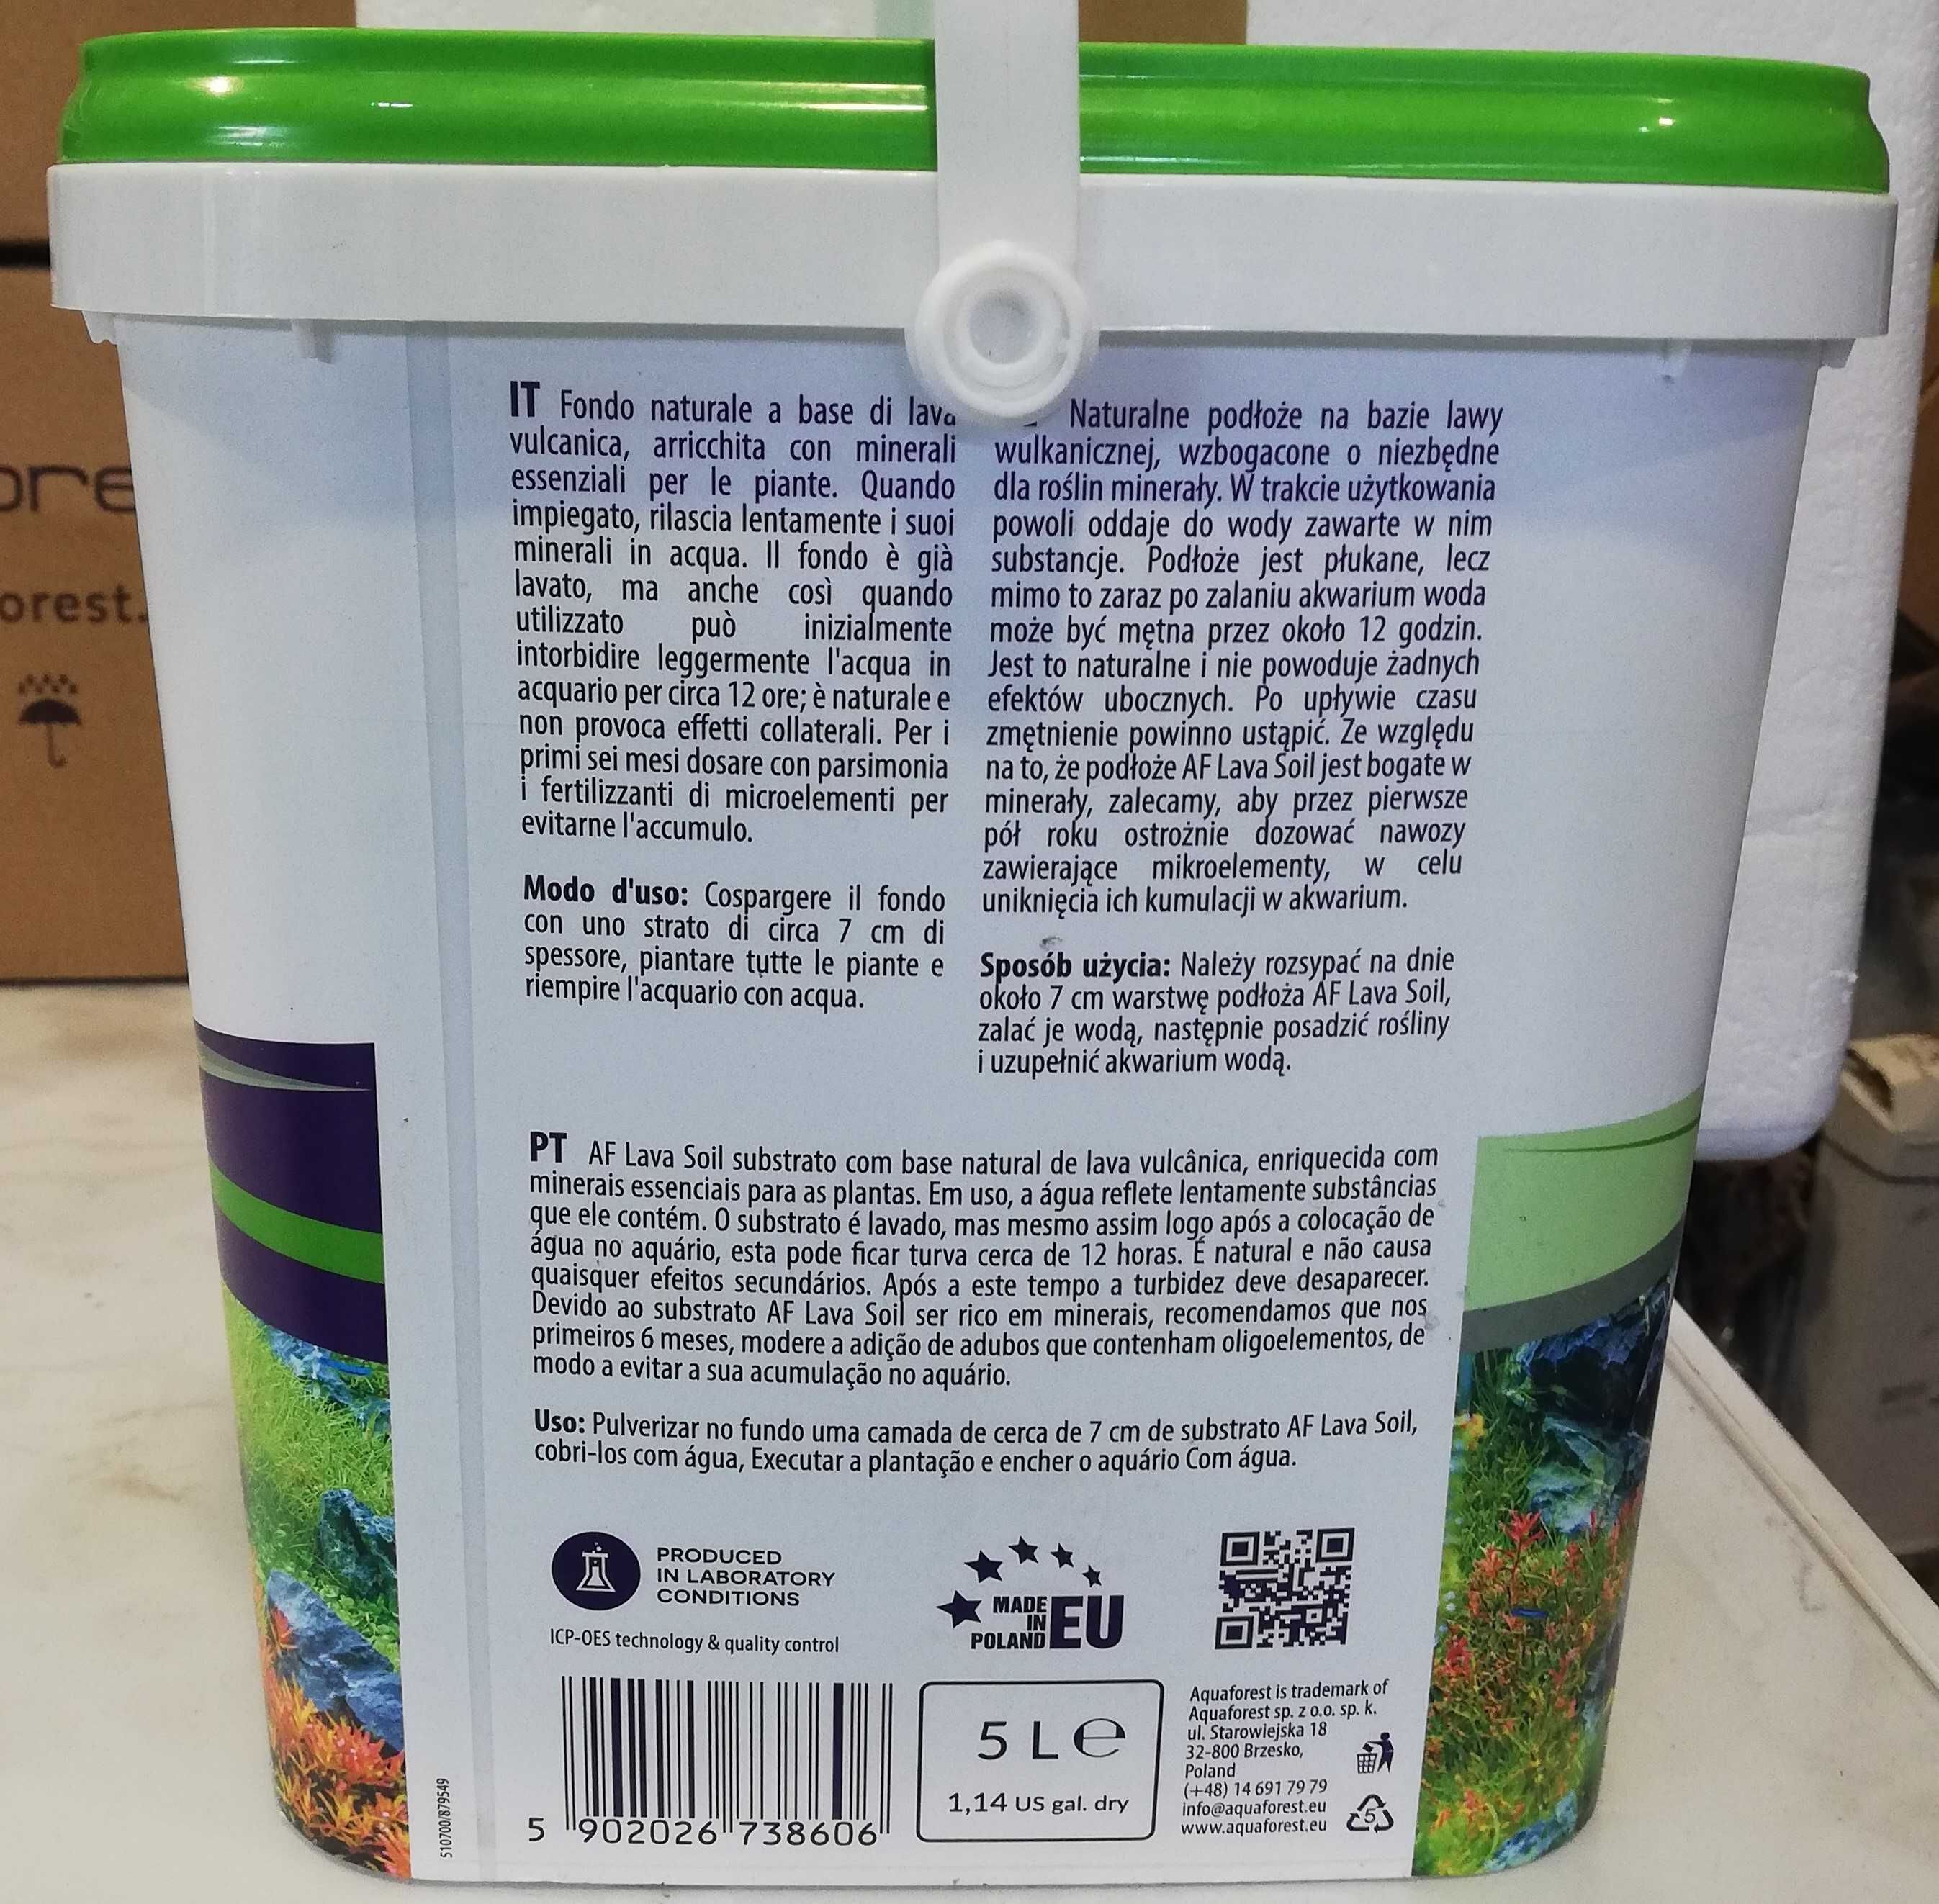 ore
orest.
IT Fondo naturale a base di lava
vulcanica, arricchita con minerali
essenziali per le piante. Quando
impiegato, rilascia lentamente i suoi
minerali in acqua. Il fondo è già
lavato, ma anche così quando
utilizzato può inizialmente
intorbidire leggermente l'acqua in
acquario per circa 12 ore; è naturale e
non provoca effetti collaterali. Per i
primi sei mesi dosare con parsimonia
i fertilizzanti di microelementi per
evitarne l'accumulo.
Modo d'uso: Cospargere il fondo
con uno strato di circa 7 cm di
spessore, piantare tutte le piante e
riempire l'acquario con acqua.
Naturalne podłoże na bazie lawy
wulkanicznej, wzbogacone o niezbędne
dla roślin minerały. W trakcie użytkowania
powoli oddaje do wody zawarte w nim
substancje. Podłoże jest płukane, lecz
mimo to zaraz po zalaniu akwarium woda
może być mętna przez około 12 godzin.
Jest to naturalne i nie powoduje żadnych
efektów ubocznych. Po upływie czasu
zmętnienie powinno ustąpić. Ze względu
na to, że podłoże AF Lava Soil jest bogate w
minerały, zalecamy, aby przez pierwsze
pół roku ostrożnie dozować nawozy
zawierające mikroelementy, w celu
uniknięcia ich kumulacji w akwarium.
Sposób użycia: Należy rozsypać na dnie
około 7 cm warstwę podłoża AF Lava Soil,
zalać je wodą, następnie posadzić rośliny
i uzupełnić akwarium wodą.
PT AF Lava Soil substrato com base natural de lava vulcânica, enriquecida com
minerais essenciais para as plantas. Em uso, a água reflete lentamente substâncias
que ele contém. O substrato é lavado, mas mesmo assim logo após a colocação de
água no aquário, esta pode ficar turva cerca de 12 horas. É natural e não causa
quaisquer efeitos secundários. Após a este tempo a turbidez deve desaparecer.
Devido ao substrato AF Lava Soil ser rico em minerais, recomendamos que nos
primeiros 6 meses, modere a adição de adubos que contenham oligoelementos, de
modo a evitar a sua acumulação no aquário.
Uso: Pulverizar no fundo uma camada de cerca de 7 cm de substrato AF Lava Soil,
cobri-los com água, Executar a plantação e encher o aquário Com água.
PRODUCED
IN LABORATORY
CONDITIONS
ICP-OES technology & quality control
MADE
IN
POLAND EU
5 902026 738606
510700/879549
5 L e
1,14 US gal. dry
Aquaforest is trademark of
Aquaforest sp. z o.o. sp. k.
ul. Starowiejska 18
32-800 Brzesko,
Poland
(+48) 14 691 79 79
info@aquaforest.eu
www.aquaforest.eu
5